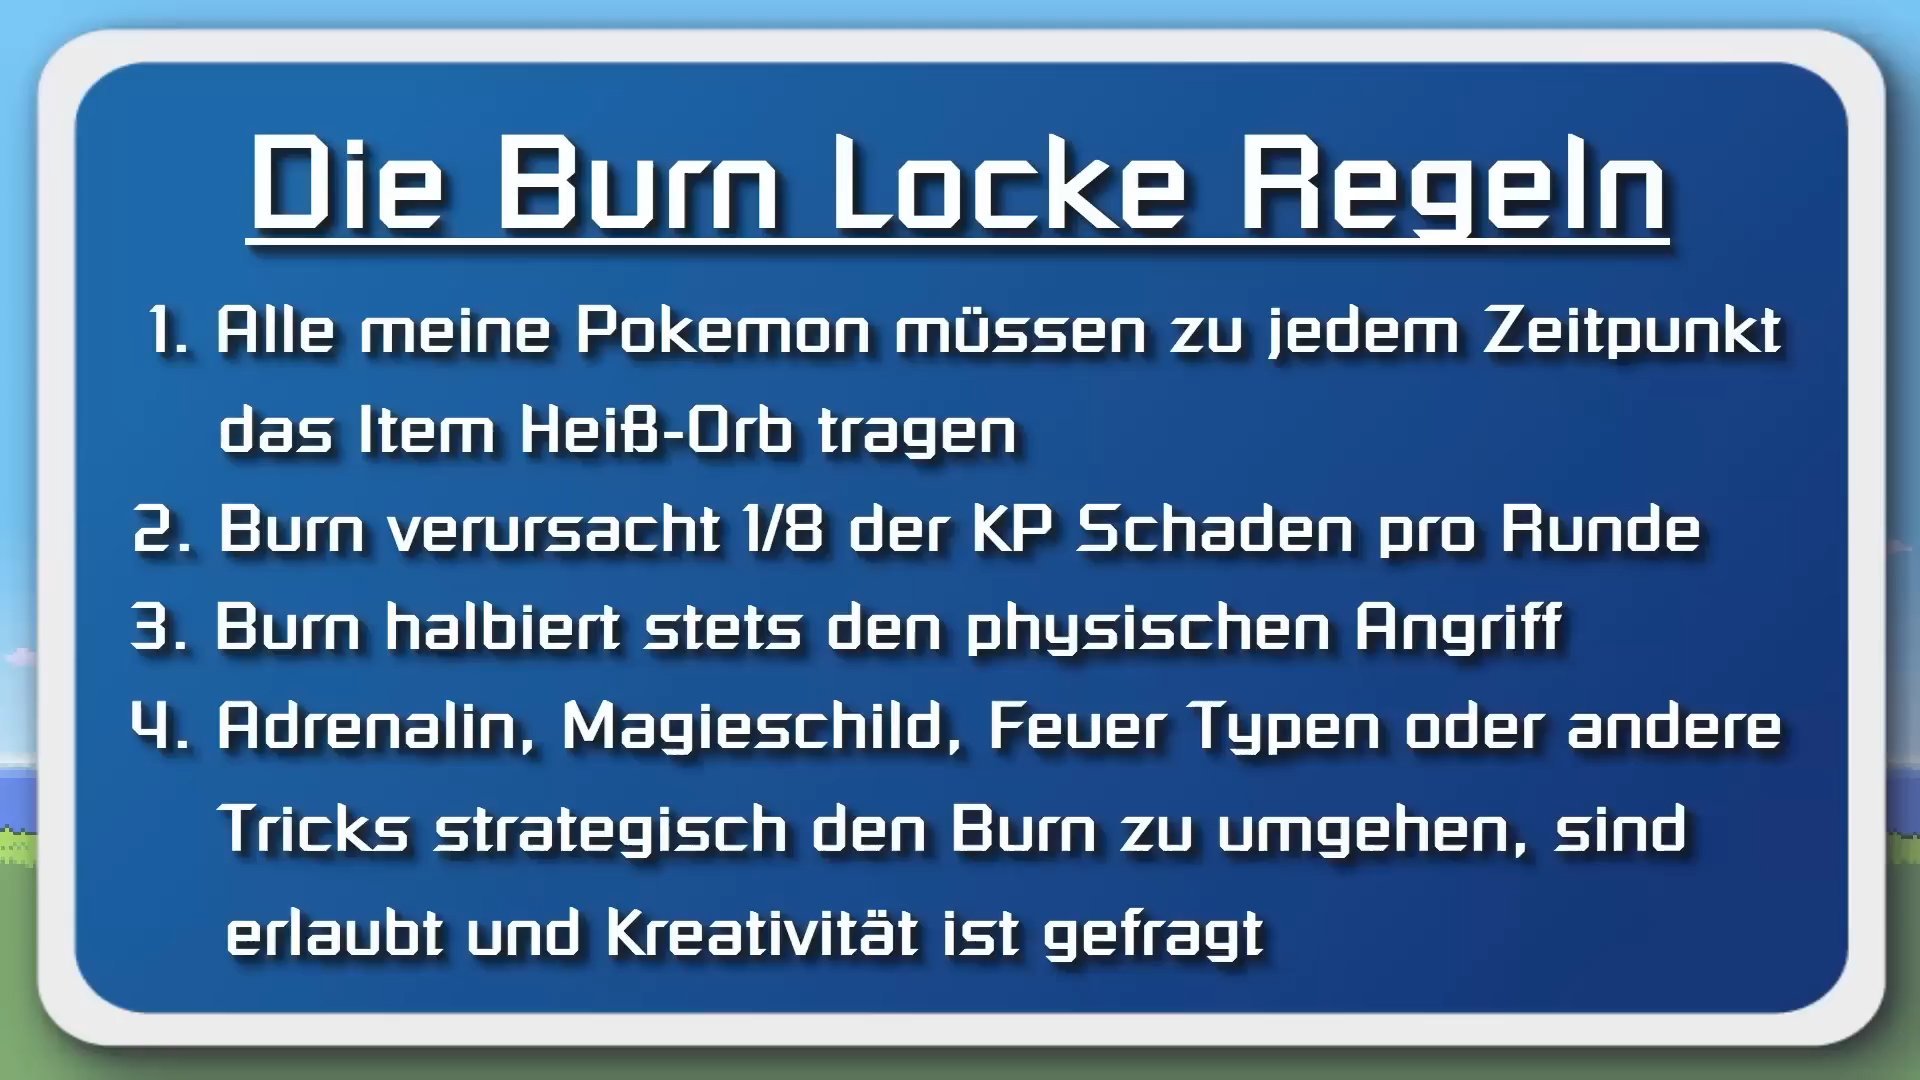 Die Burn Locke Regeln
1. Alle meine Pokemon müssen zu jedem Zeitpunkt
das Item Heiß-Orb tragen
2. Burn verursacht 1/8 der KP Schaden pro Runde
3. Burn halbiert stets den physischen Angriff
4. Adrenalin, Magieschild, Feuer Typen oder andere
Tricks strategisch den Burn zu umgehen, sind
erlaubt und Kreativität ist gefragt